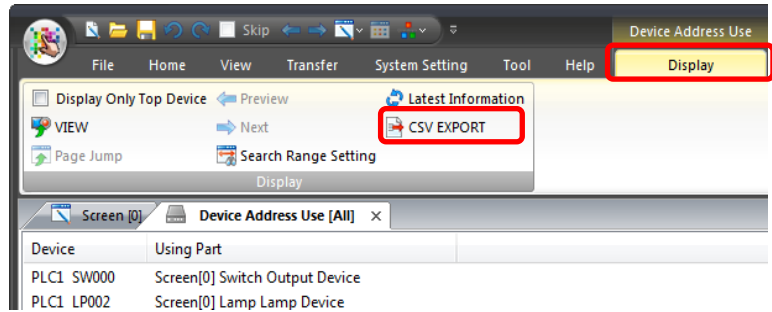 Skip
Device Address Use
File Home View Transfer System Setting Tool Help Display
Display Only Top Device Preview Latest Information
VIEW Next CSV EXPORT
Page Jump Search Range Setting
Display
Screen [0] Device Address Use [All] ×
Device Using Part
PLC1 SW000 Screen[0] Switch Output Device
PLC1 LP002 Screen[0] Lamp Lamp Device